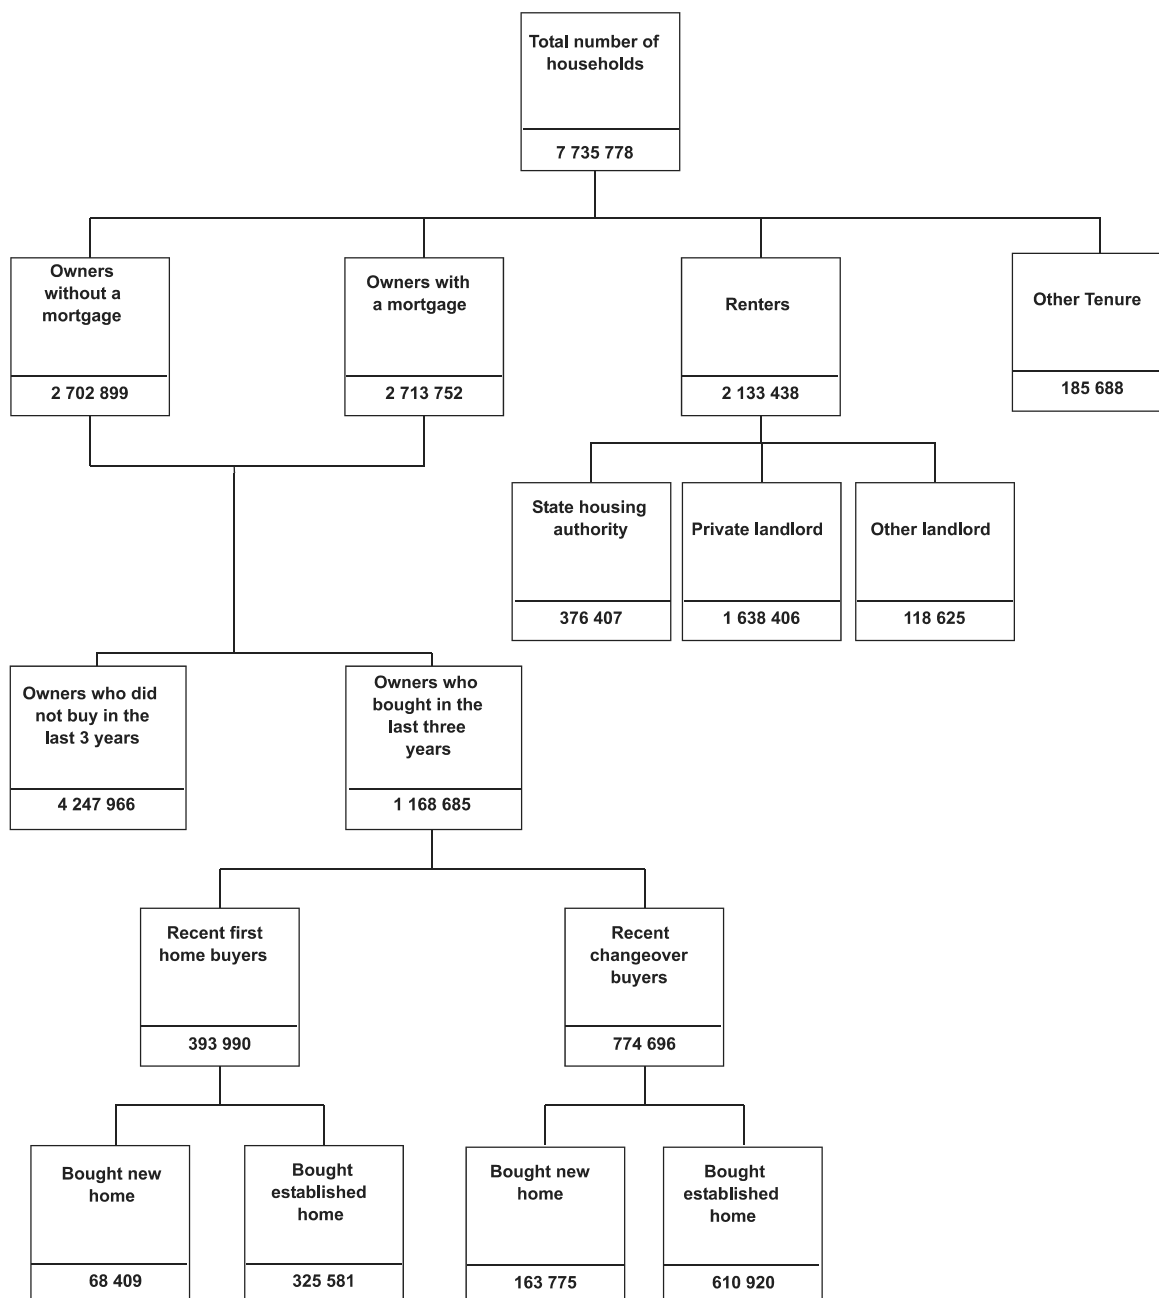 Total number of
households
7 735 778
Owners
without a
mortgage
2 702 899
Owners with
a mortgage
2 713 752
Renters
2 133 438
Other Tenure
185 688
State housing
authority
376 407
Private landlord
1 638 406
Other landlord
118 625
Owners who did
not buy in the
last 3 years
4 247 966
Owners who
bought in the
last three
years
1 168 685
Recent first
home buyers
393 990
Recent
changeover
buyers
774 696
Bought new
home
68 409
Bought
established
home
325 581
Bought new
home
163 775
Bought
established
home
610 920